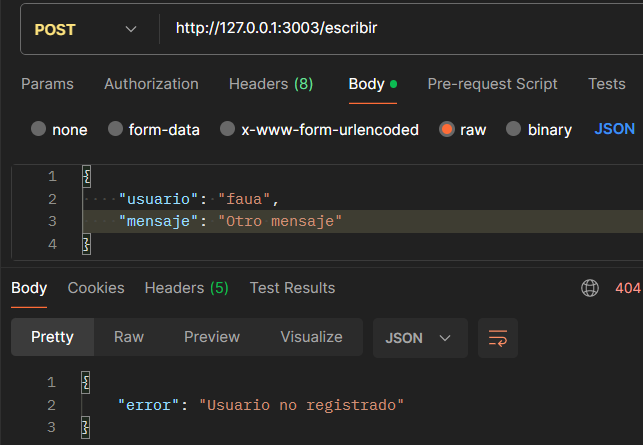 POST http://127.0.0.1:3003/escribir
Params Authorization Headers (8) Body Pre-request Script Tests
none form-data x-www-form-urlencoded raw binary JSON
1 {
2 "usuario": "faua",
3 "mensaje": "Otro mensaje"
4 }
Body Cookies Headers (5) Test Results 404
Pretty Raw Preview Visualize JSON
1 {
2 "error": "Usuario no registrado"
3 }